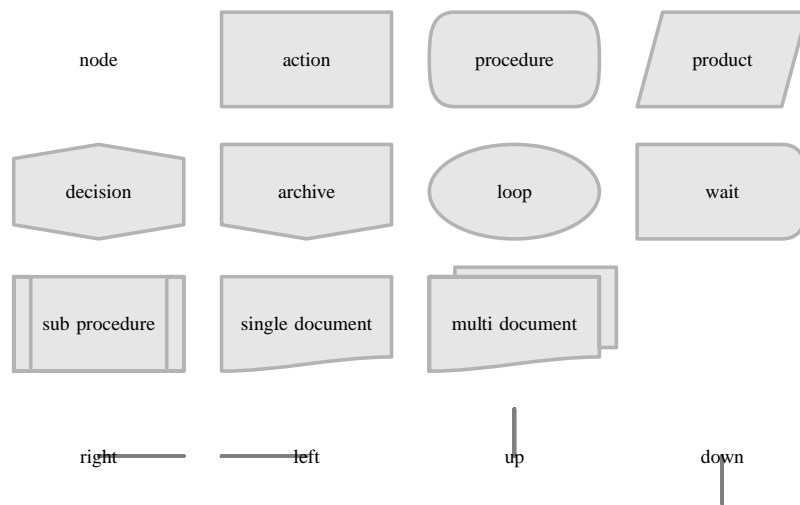 node
action
procedure
product
decision
archive
loop
wait
sub procedure
single document
multi document
right
left
up
down